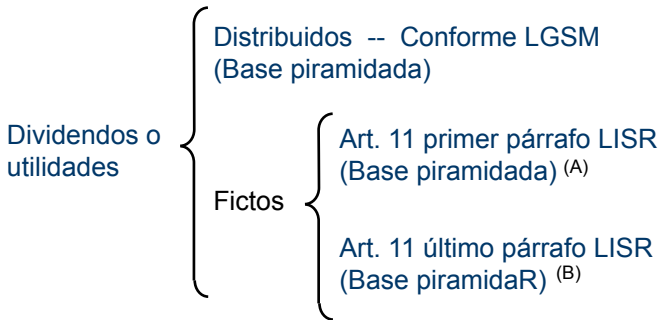 Distribuidos -- Conforme LGSM
(Base piramidada)
Dividendos o
utilidades
Art. 11 primer párrafo LISR
(Base piramidada) (A)
Fictos
Art. 11 último párrafo LISR
(Base piramidaR) (B)